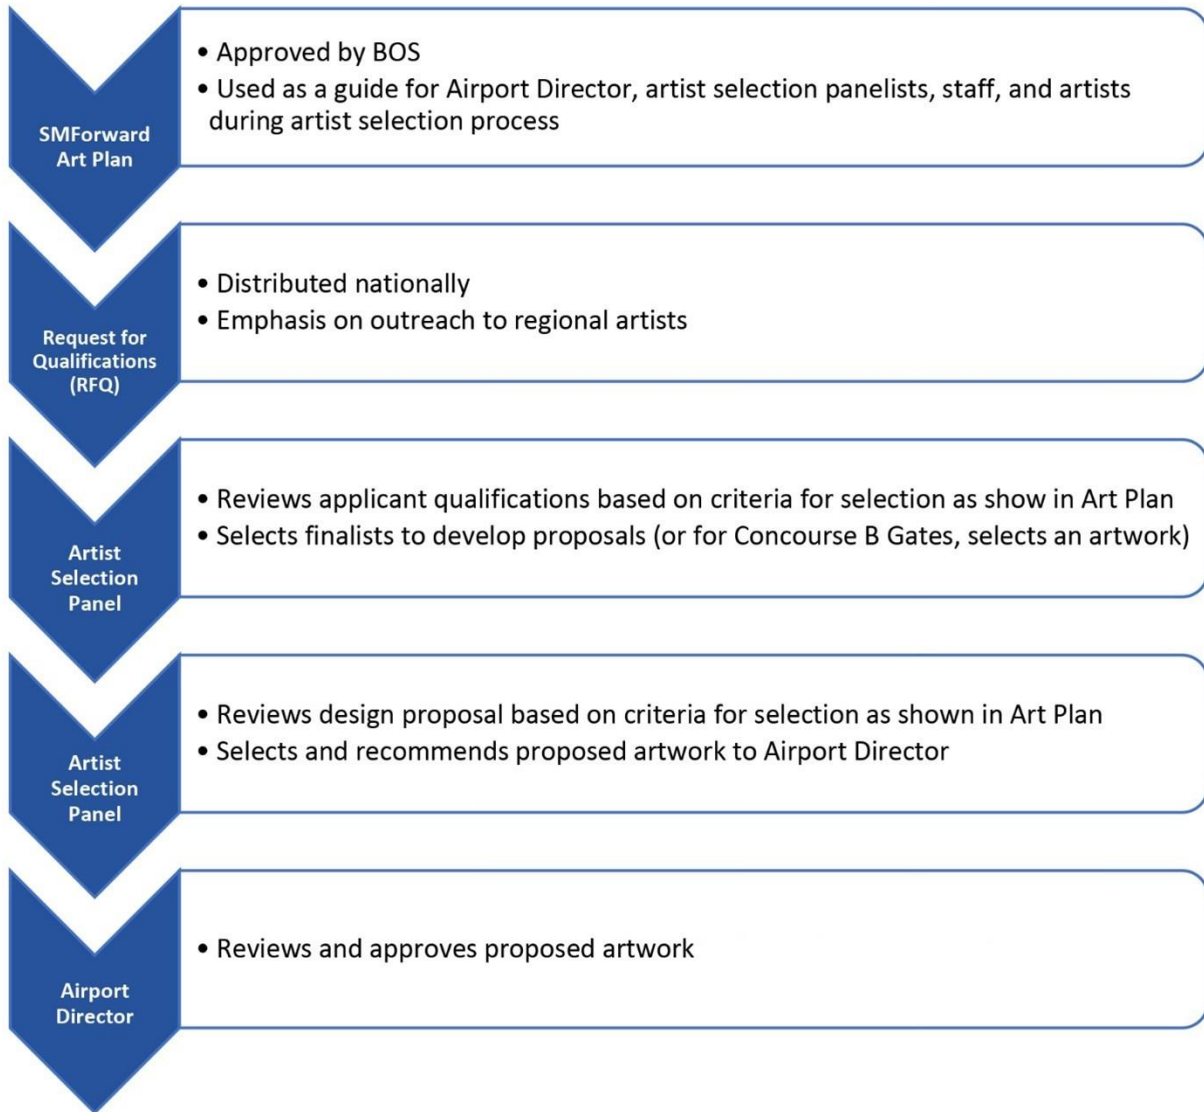 SMForward
Art Plan
• Approved by BOS
• Used as a guide for Airport Director, artist selection panelists, staff, and artists
during artist selection process
Request for
Qualifications
(RFQ)
• Distributed nationally
• Emphasis on outreach to regional artists
Artist
Selection
Panel
• Reviews applicant qualifications based on criteria for selection as show in Art Plan
• Selects finalists to develop proposals (or for Concourse B Gates, selects an artwork)
Artist
Selection
Panel
• Reviews design proposal based on criteria for selection as shown in Art Plan
• Selects and recommends proposed artwork to Airport Director
Airport
Director
• Reviews and approves proposed artwork